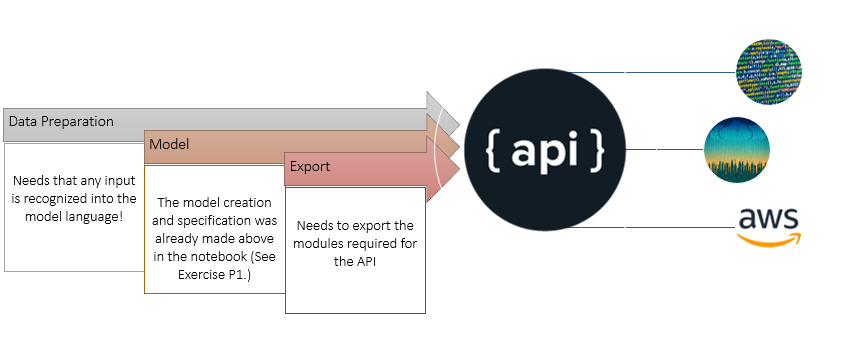 Data Preparation
Needs that any input
is recognized into the
model language!
Model
The model creation
and specification was
already made above
in the notebook (See
Exercise P1.)
Export
Needs to export the
modules required for
the API
{ api }
aws